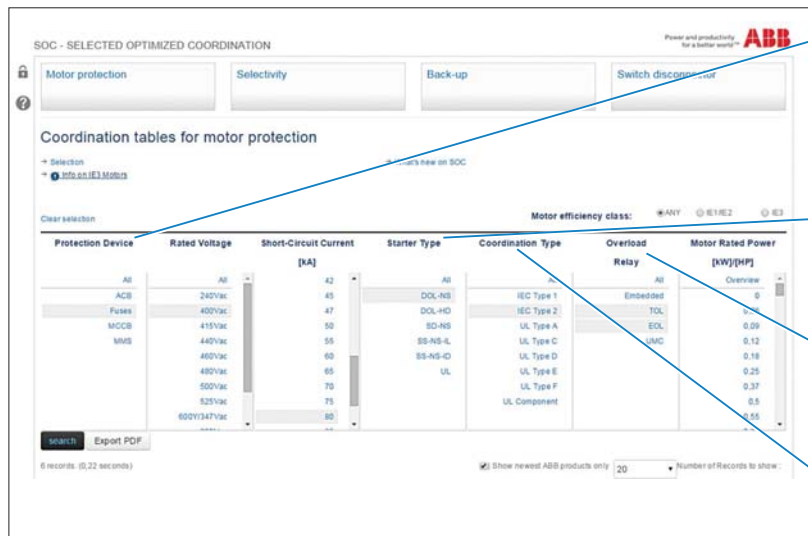 SOC - SELECTED OPTIMIZED COORDINATION
Power and productivity
for a better world™
ABB
Motor protection
Selectivity
Back-up
Switch disconnector
Coordination tables for motor protection
→ Selection
→ What's new on SOC
→ Info on IE3 Motors
Clear selection
Motor efficiency class: ANY IE1/IE2 IE3
Protection Device Rated Voltage Short-Circuit Current Starter Type Coordination Type Overload Motor Rated Power
[kA] Relay [kW]/[HP]
All All 42 All All All Overview
ACB 240Vac 45 DOL-NS IEC Type 1 Embedded 0
Fuses 400Vac 47 DOL-HD IEC Type 2 TOL
MCCB 415Vac 50 SD-NS UL Type A EOL 0,09
MMS 440Vac 55 SS-NS-IL UL Type C UMC 0,12
460Vac 60 SS-NS-ID UL Type D 0,18
480Vac 65 UL UL Type E 0,25
500Vac 70 UL Type F 0,37
525Vac 75 UL Component 0,5
600Y/347Vac 80 0,55
search Export PDF
6 records. (0,22 seconds)
Show newest ABB products only 20 Number of Records to show :